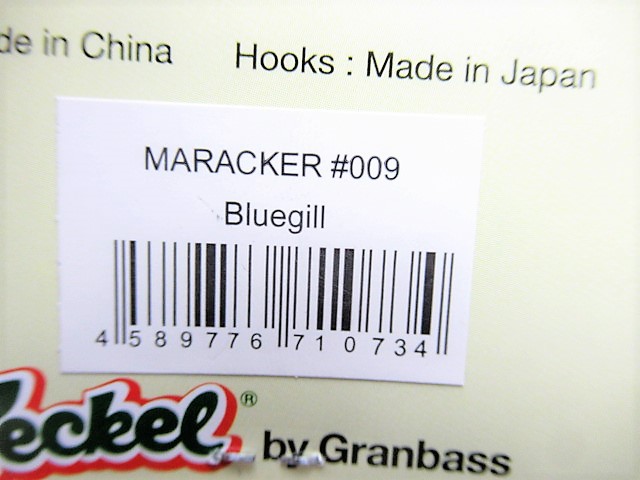 de in China Hooks : Made in Japan
MARACKER #009
Bluegill
4 589776 710734
eckel® by Granbass